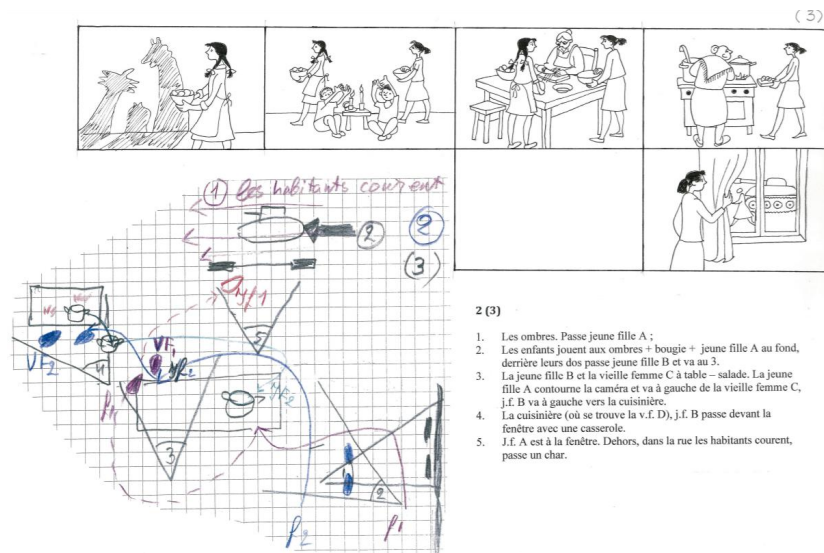 (3)
① les habitants courent
②
②
(3)
Jf 1
5
VF2
4
VF1
3
2
P2
P1
2 (3)
1. Les ombres. Passe jeune fille A ;
2. Les enfants jouent aux ombres + bougie + jeune fille A au fond,
derrière leurs dos passe jeune fille B et va au 3.
3. La jeune fille B et la vieille femme C à table – salade. La jeune
fille A contourne la caméra et va à gauche de la vieille femme C,
j.f. B va à gauche vers la cuisinière.
4. La cuisinière (où se trouve la v.f. D), j.f. B passe devant la
fenêtre avec une casserole.
5. J.f. A est à la fenêtre. Dehors, dans la rue les habitants courent,
passe un char.